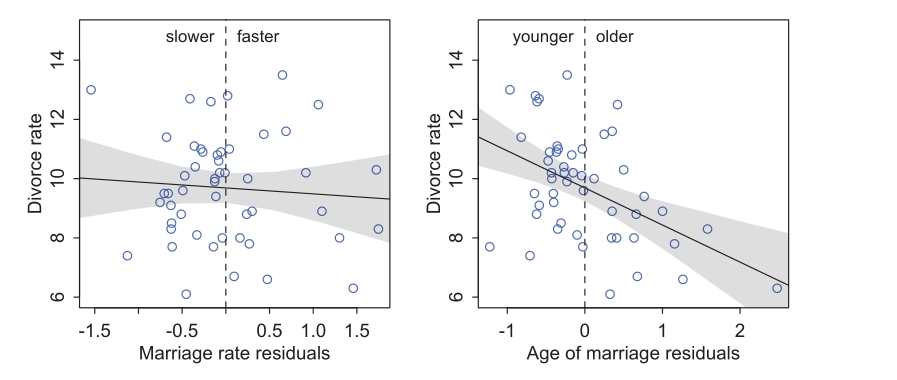 slower faster
Divorce rate
14
12
10
8
6
-1.5 -0.5 0.5 1.0 1.5
Marriage rate residuals
younger older
Divorce rate
14
12
10
8
6
-1 0 1 2
Age of marriage residuals